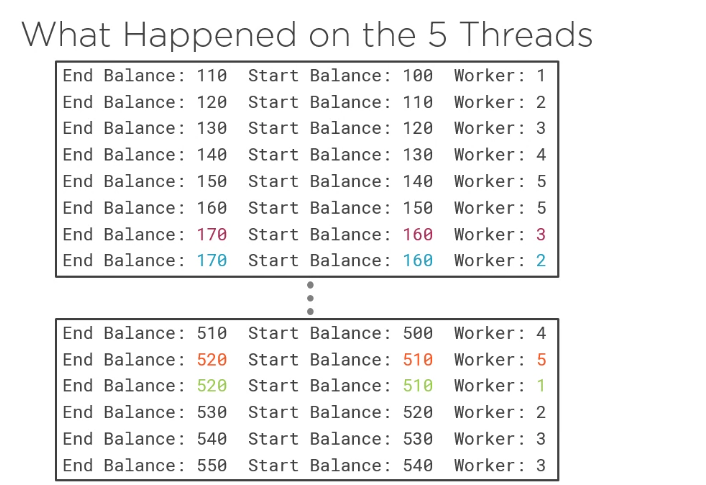 What Happened on the 5 Threads
End Balance: 110 Start Balance: 100 Worker: 1
End Balance: 120 Start Balance: 110 Worker: 2
End Balance: 130 Start Balance: 120 Worker: 3
End Balance: 140 Start Balance: 130 Worker: 4
End Balance: 150 Start Balance: 140 Worker: 5
End Balance: 160 Start Balance: 150 Worker: 5
End Balance: 170 Start Balance: 160 Worker: 3
End Balance: 170 Start Balance: 160 Worker: 2
End Balance: 510 Start Balance: 500 Worker: 4
End Balance: 520 Start Balance: 510 Worker: 5
End Balance: 520 Start Balance: 510 Worker: 1
End Balance: 530 Start Balance: 520 Worker: 2
End Balance: 540 Start Balance: 530 Worker: 3
End Balance: 550 Start Balance: 540 Worker: 3